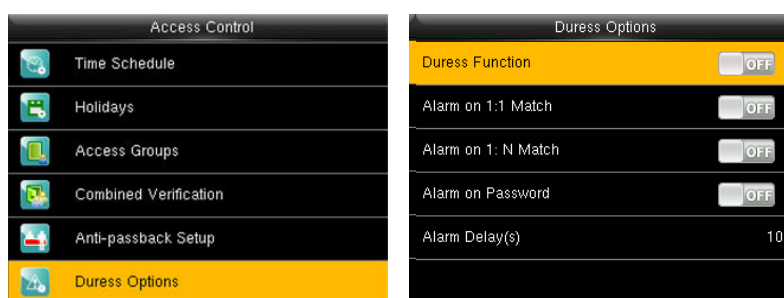 Access Control
Time Schedule
Holidays
Access Groups
Combined Verification
Anti-passback Setup
Duress Options
Duress Options
Duress Function OFF
Alarm on 1:1 Match OFF
Alarm on 1: N Match OFF
Alarm on Password OFF
Alarm Delay(s) 10